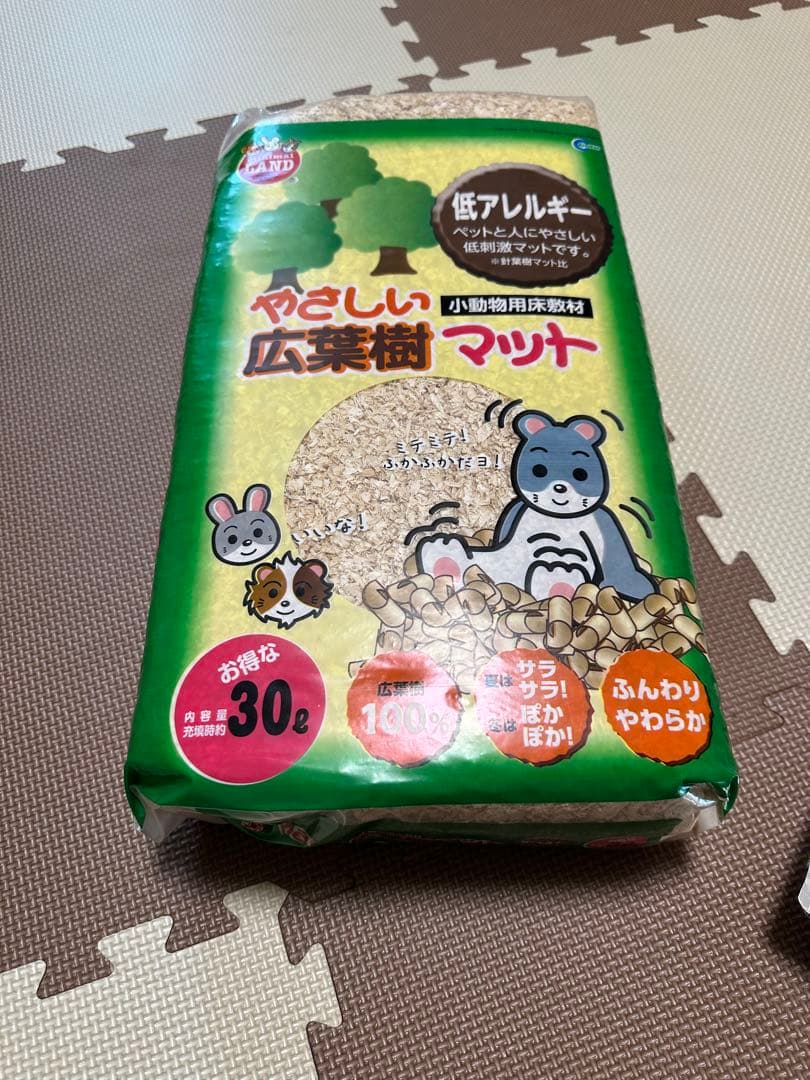 Animal
LAND
低アレルギー
ペットと人にやさしい
低刺激マットです。
※針葉樹マット比
やさしい
小動物用床敷材
広葉樹マット
ミテミテ!
ふかふかだヨ!
いいな!
お得な
内容量
充填時約
30ℓ
広葉樹
100%
夏は
サラ
サラ!
冬は
ぽか
ぽか!
ふんわり
やわらか